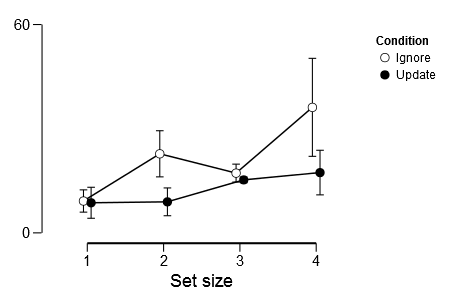 60
0
1 2 3 4
Set size
Condition
Ignore
Update